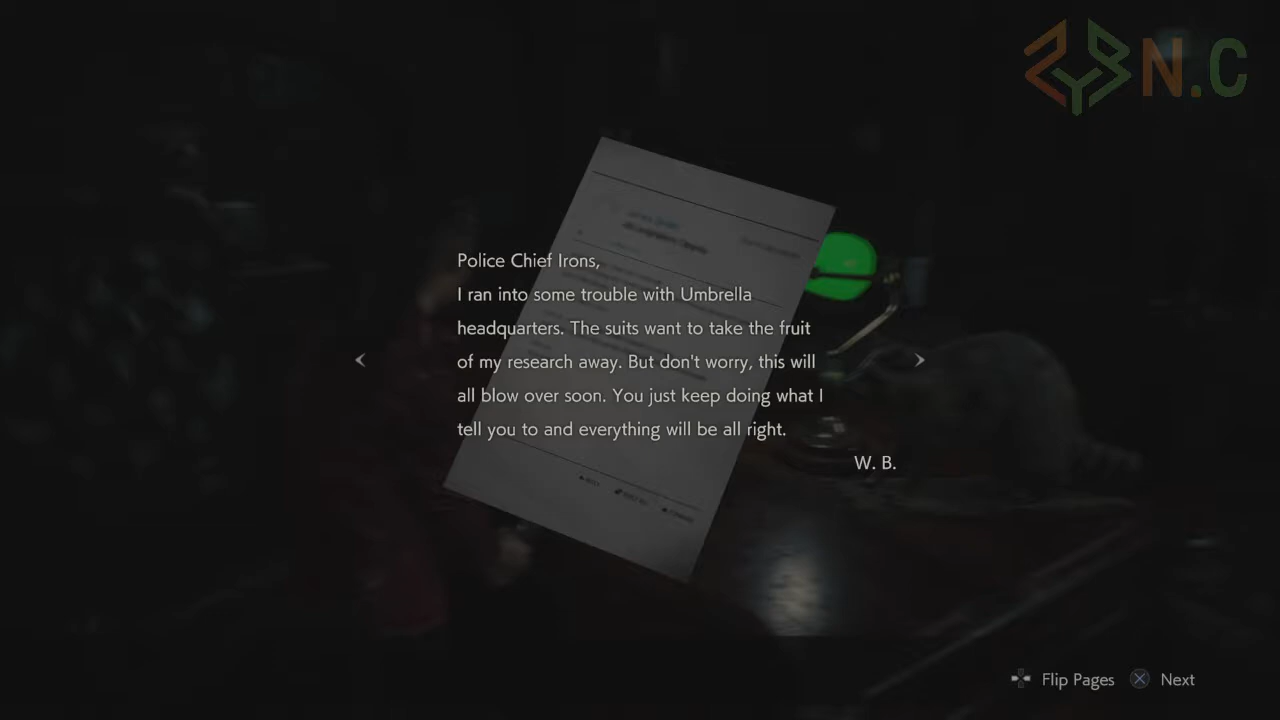 N.C
Police Chief Irons,
I ran into some trouble with Umbrella
headquarters. The suits want to take the fruit
of my research away. But don't worry, this will
all blow over soon. You just keep doing what I
tell you to and everything will be all right.
W. B.
Flip Pages Next